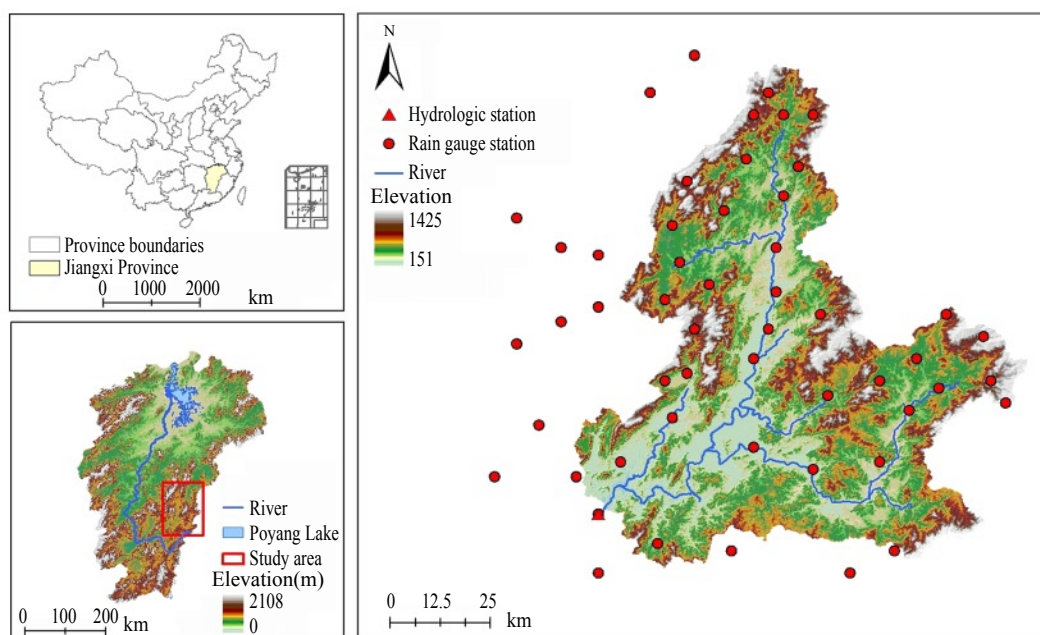 Province boundaries
Jiangxi Province
0 1000 2000
km
River
Poyang Lake
Study area
Elevation(m)
2108
0
0 100 200
km
N
Hydrologic station
Rain gauge station
River
Elevation
1425
151
0 12.5 25
km